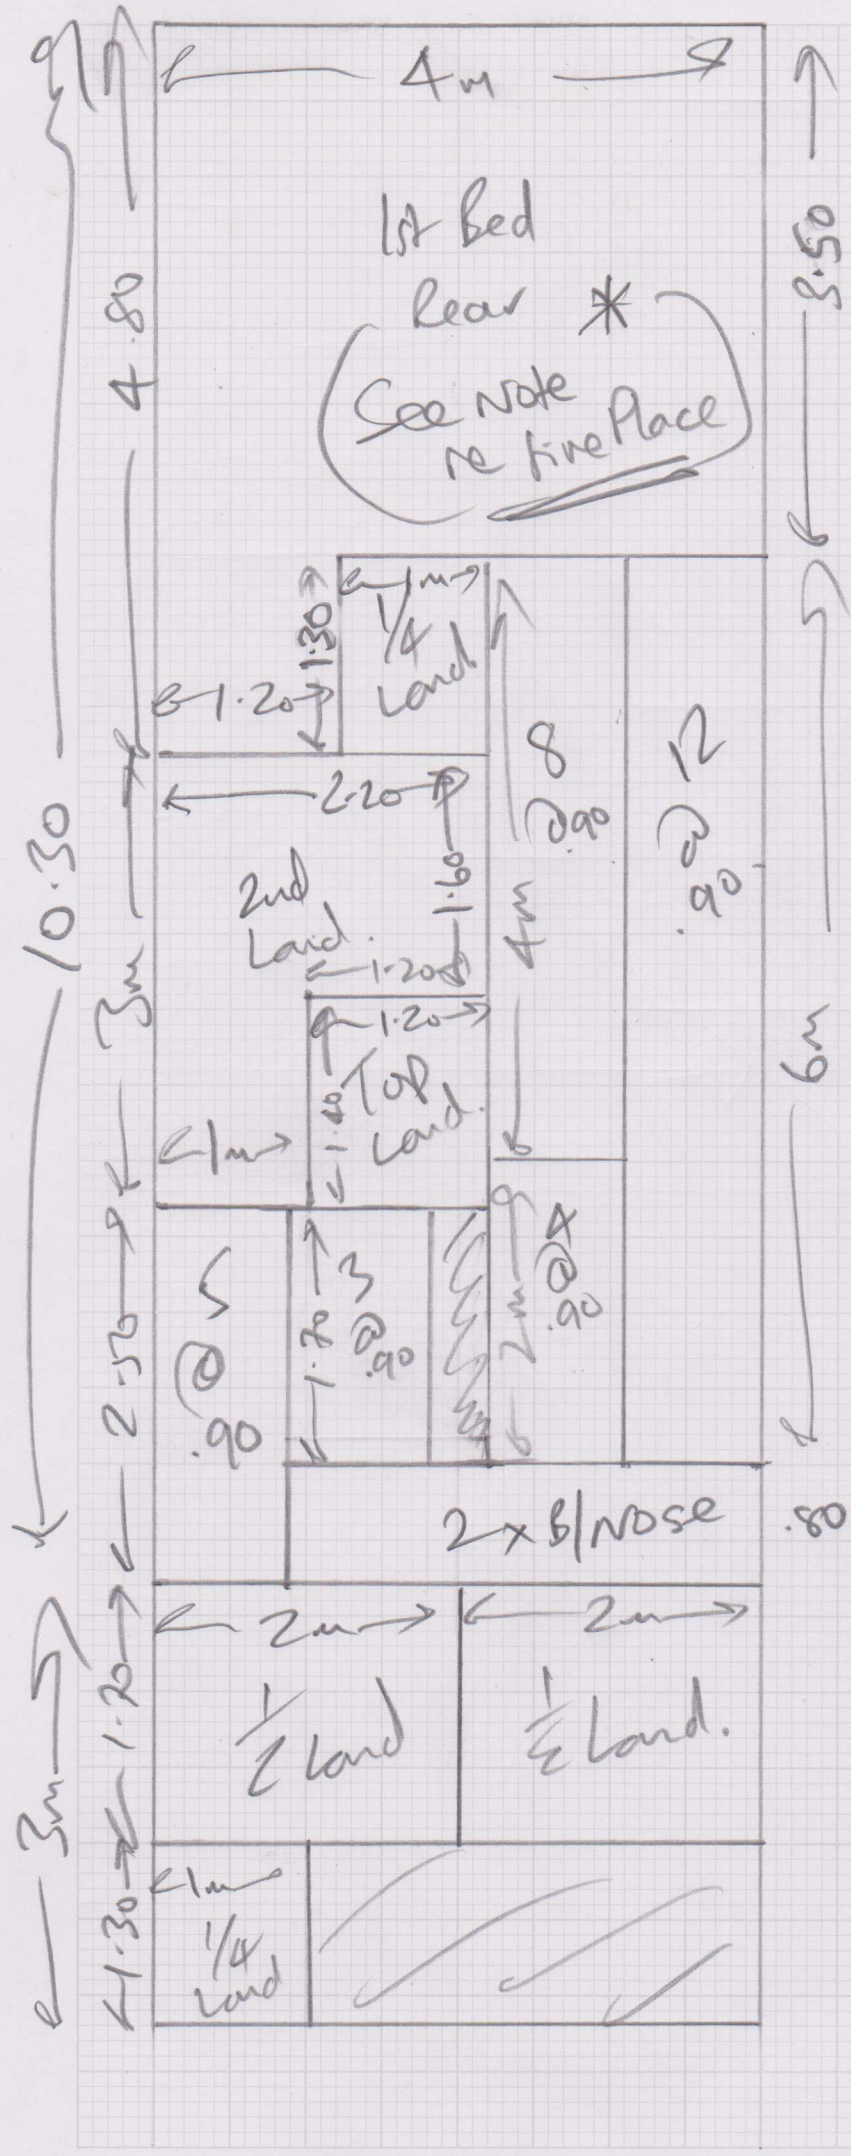 4m
1st Bed
Rear *
(See Note
re Fire Place)
4.80
3.50
10.30
1m
1/4
Land
1.30
1.20
8
@
.90
12
@
.90
2.20
2nd
Land.
1.60
1.20
1.20
Top
Land.
1.40
4m
3m
6m
1m
5
@
.90
3
@
.90
1.70
2m
4
@
.90
2.50
2 x B/Nose
.80
2m
2m
1/2 Land
1/2 Land.
1.70
3m
1m
1/4
Land
1.30